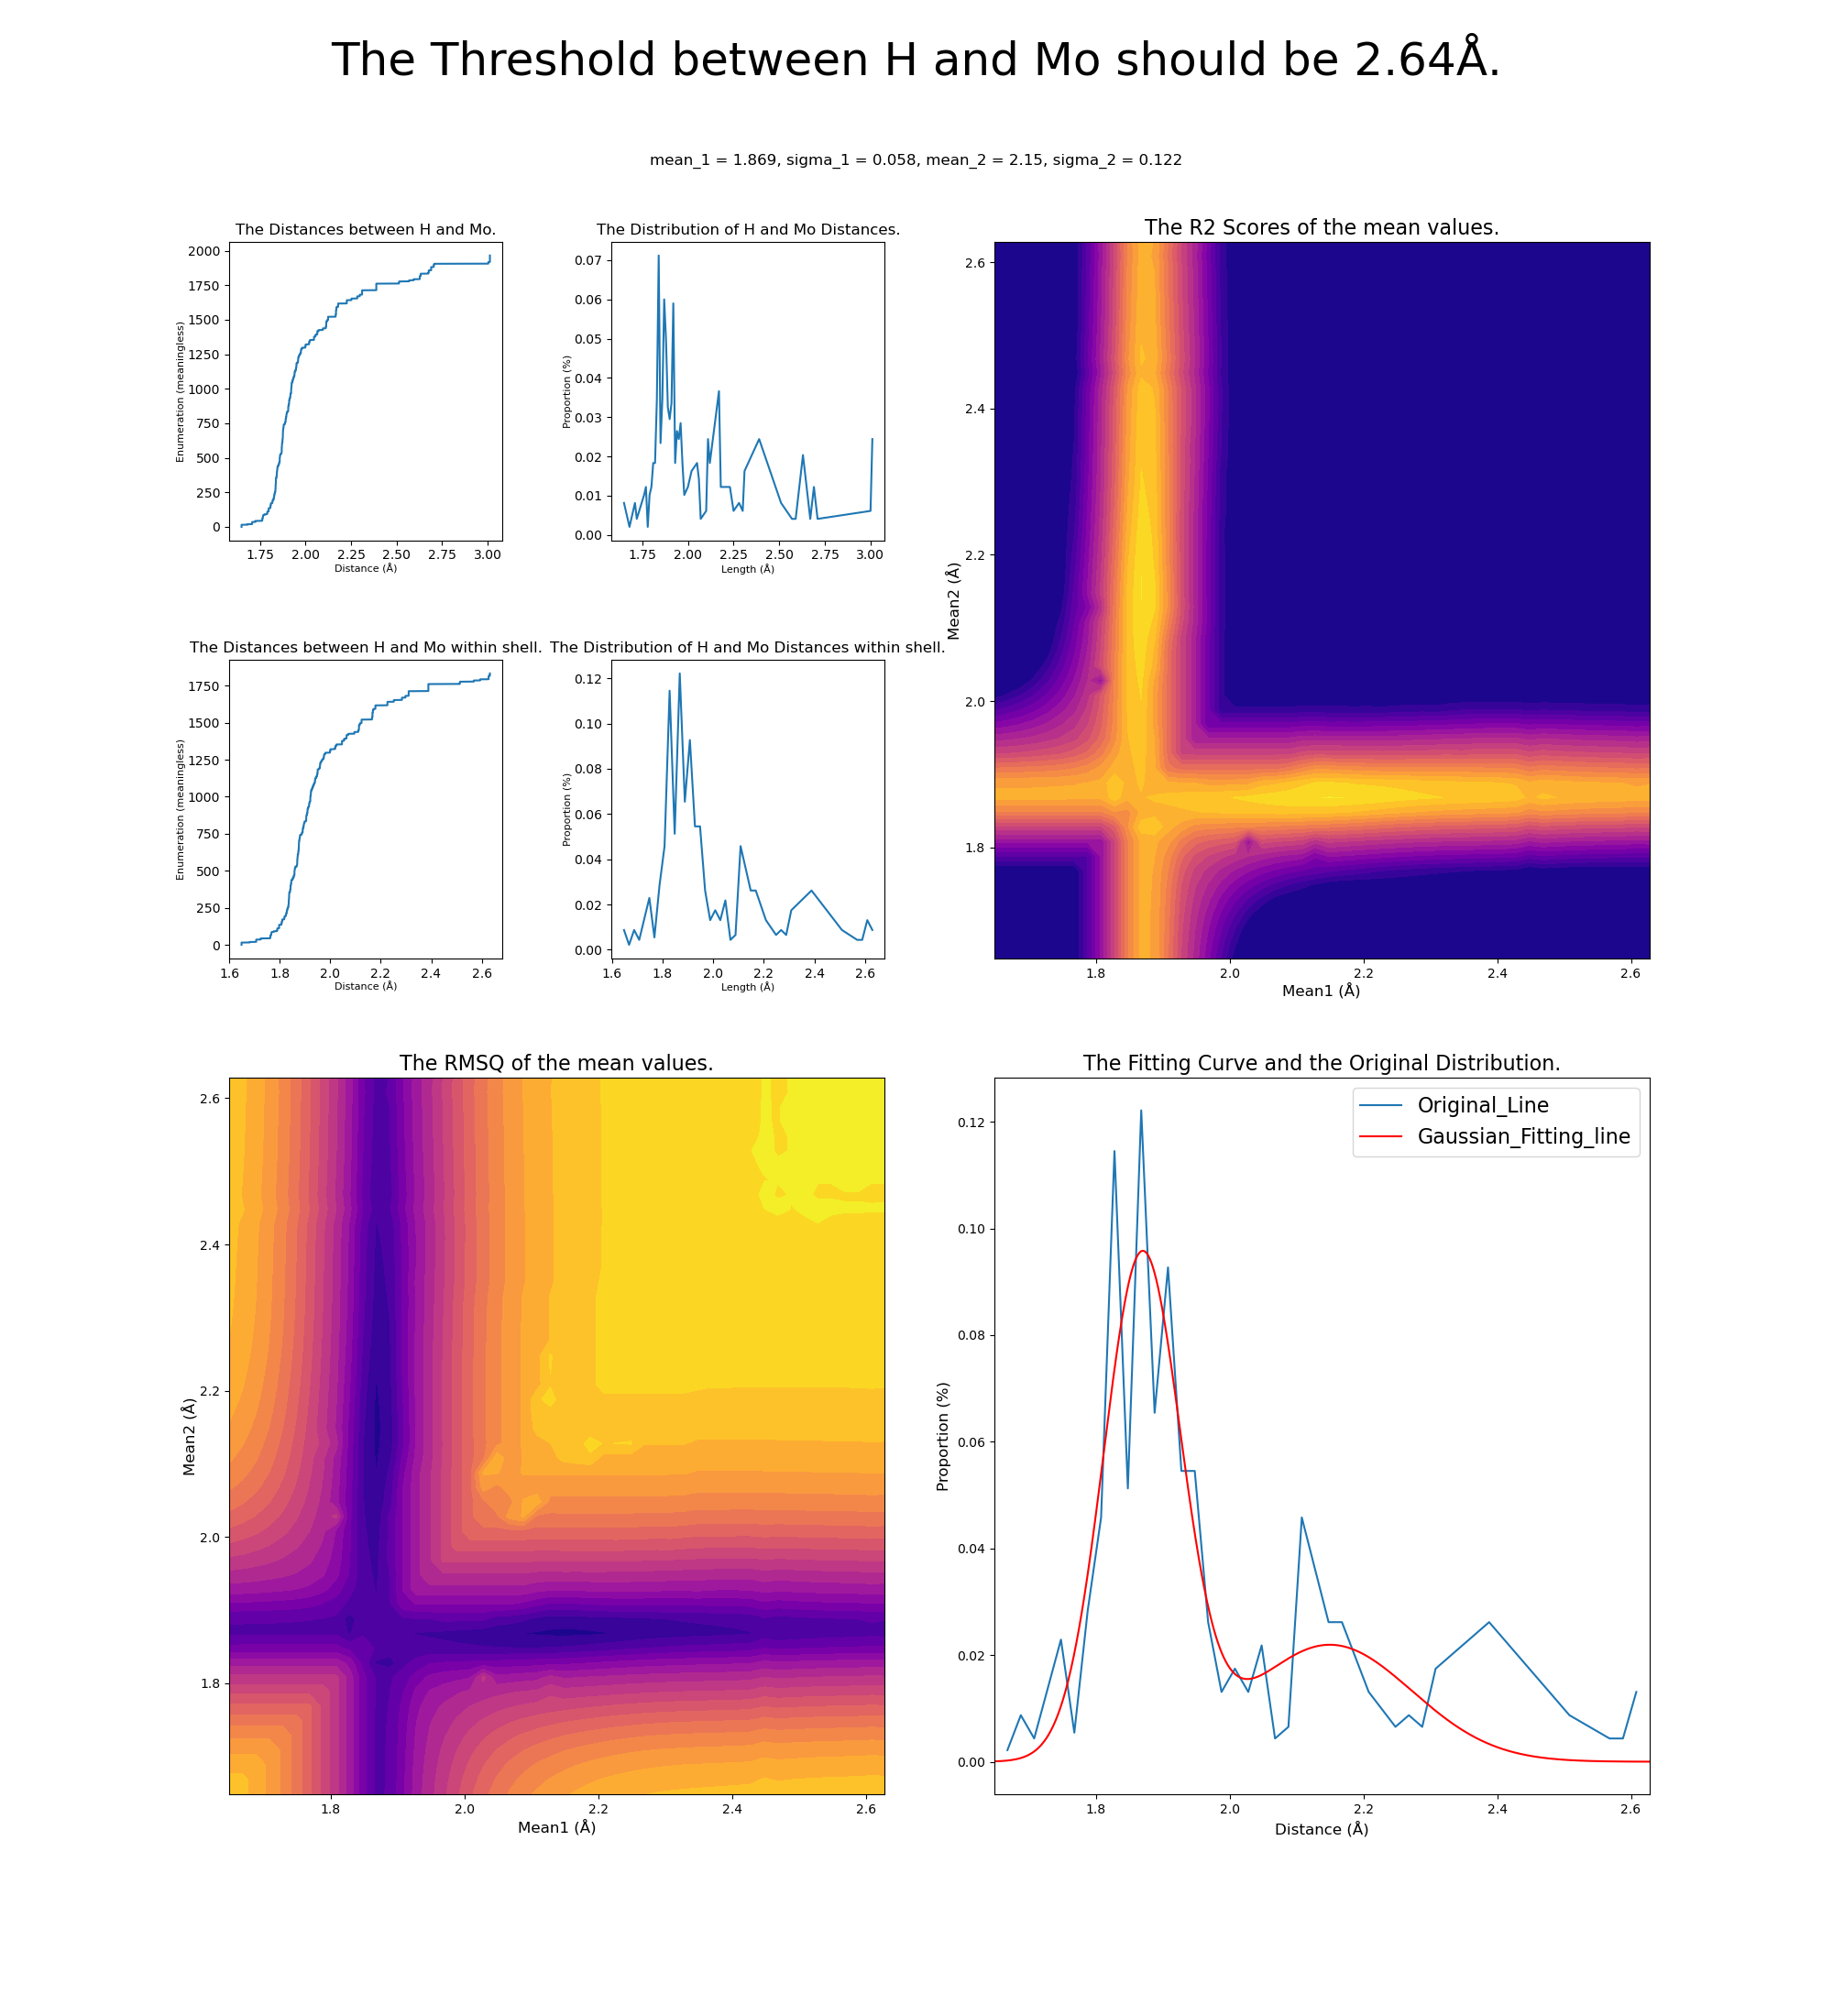 The Threshold between H and Mo should be 2.64Å.
mean_1 = 1.869, sigma_1 = 0.058, mean_2 = 2.15, sigma_2 = 0.122
The Distances between H and Mo.
2000
1750
1500
1250
1000
750
500
250
0
Enumeration (meaningless)
1.75 2.00 2.25 2.50 2.75 3.00
Distance (Å)
The Distribution of H and Mo Distances.
0.07
0.06
0.05
0.04
0.03
0.02
0.01
0.00
Proportion (%)
1.75 2.00 2.25 2.50 2.75 3.00
Length (Å)
The R2 Scores of the mean values.
2.6
2.4
2.2
2.0
1.8
Mean2 (Å)
1.8 2.0 2.2 2.4 2.6
Mean1 (Å)
The Distances between H and Mo within shell.
1750
1500
1250
1000
750
500
250
0
Enumeration (meaningless)
1.6 1.8 2.0 2.2 2.4 2.6
Distance (Å)
The Distribution of H and Mo Distances within shell.
0.12
0.10
0.08
0.06
0.04
0.02
0.00
Proportion (%)
1.6 1.8 2.0 2.2 2.4 2.6
Length (Å)
The RMSQ of the mean values.
2.6
2.4
2.2
2.0
1.8
Mean2 (Å)
1.8 2.0 2.2 2.4 2.6
Mean1 (Å)
The Fitting Curve and the Original Distribution.
Original_Line
Gaussian_Fitting_line
0.12
0.10
0.08
0.06
0.04
0.02
0.00
Proportion (%)
1.8 2.0 2.2 2.4 2.6
Distance (Å)